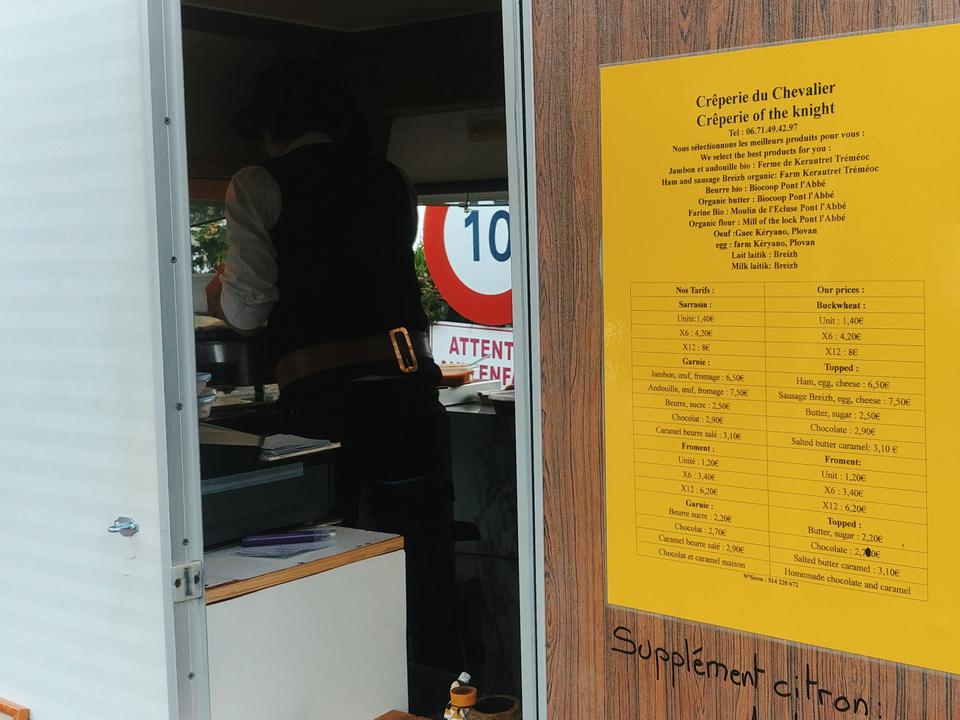 10
ATTENT
Crêperie du Chevalier
Crêperie of the knight
Tel : 06.71.49.42.97
Nous sélectionnons les meilleurs produits pour vous :
We select the best products for you :
Jambon et audouille bio : Ferme de Kerautret Tréméoc
Ham and sausage Breizh organic: Farm Kerautret Tréméoc
Beurre bio : Biocoop Pont l'Abbé
Organic butter : Biocoop Pont l'Abbé
Farine Bio : Moulin de l'Ecluse Pont l'Abbé
Organic flour : Mill of the lock Pont l'Abbé
Oeuf :Gaec Kéryano, Plovan
egg : farm Kéryano, Plovan
Lait laitik : Breizh
Milk laitik: Breizh
Nos Tarifs : Our prices :
Sarrasin : Buckwheat :
Unité:1,40€ Unit : 1,40€
X6 : 4,20€ X6 : 4,20€
X12 : 8€ X12 : 8€
Garnie : Topped :
Jambon, œuf, fromage : 6,50€ Ham, egg, cheese : 6,50€
Andouille, œuf, fromage : 7,50€ Sausage Breizh, egg, cheese : 7,50€
Beurre, sucre : 2,50€ Butter, sugar : 2,50€
Chocolat : 2,90€ Chocolate : 2,90€
Caramel beurre salé : 3,10€ Salted butter caramel: 3,10 €
Froment : Froment:
Unité : 1,20€ Unit : 1,20€
X6 : 3,40€ X6 : 3,40€
X12 : 6,20€ X12 : 6,20€
Garnie : Topped :
Beurre sucre : 2,20€ Butter, sugar : 2,20€
Chocolat : 2,70€ Chocolate : 2,70€
Caramel beurre salé : 2,90€ Salted butter caramel : 3,10€
Chocolat et caramel maison Homemade chocolate and caramel
N°Siren : 514 220 672
Supplément citron :